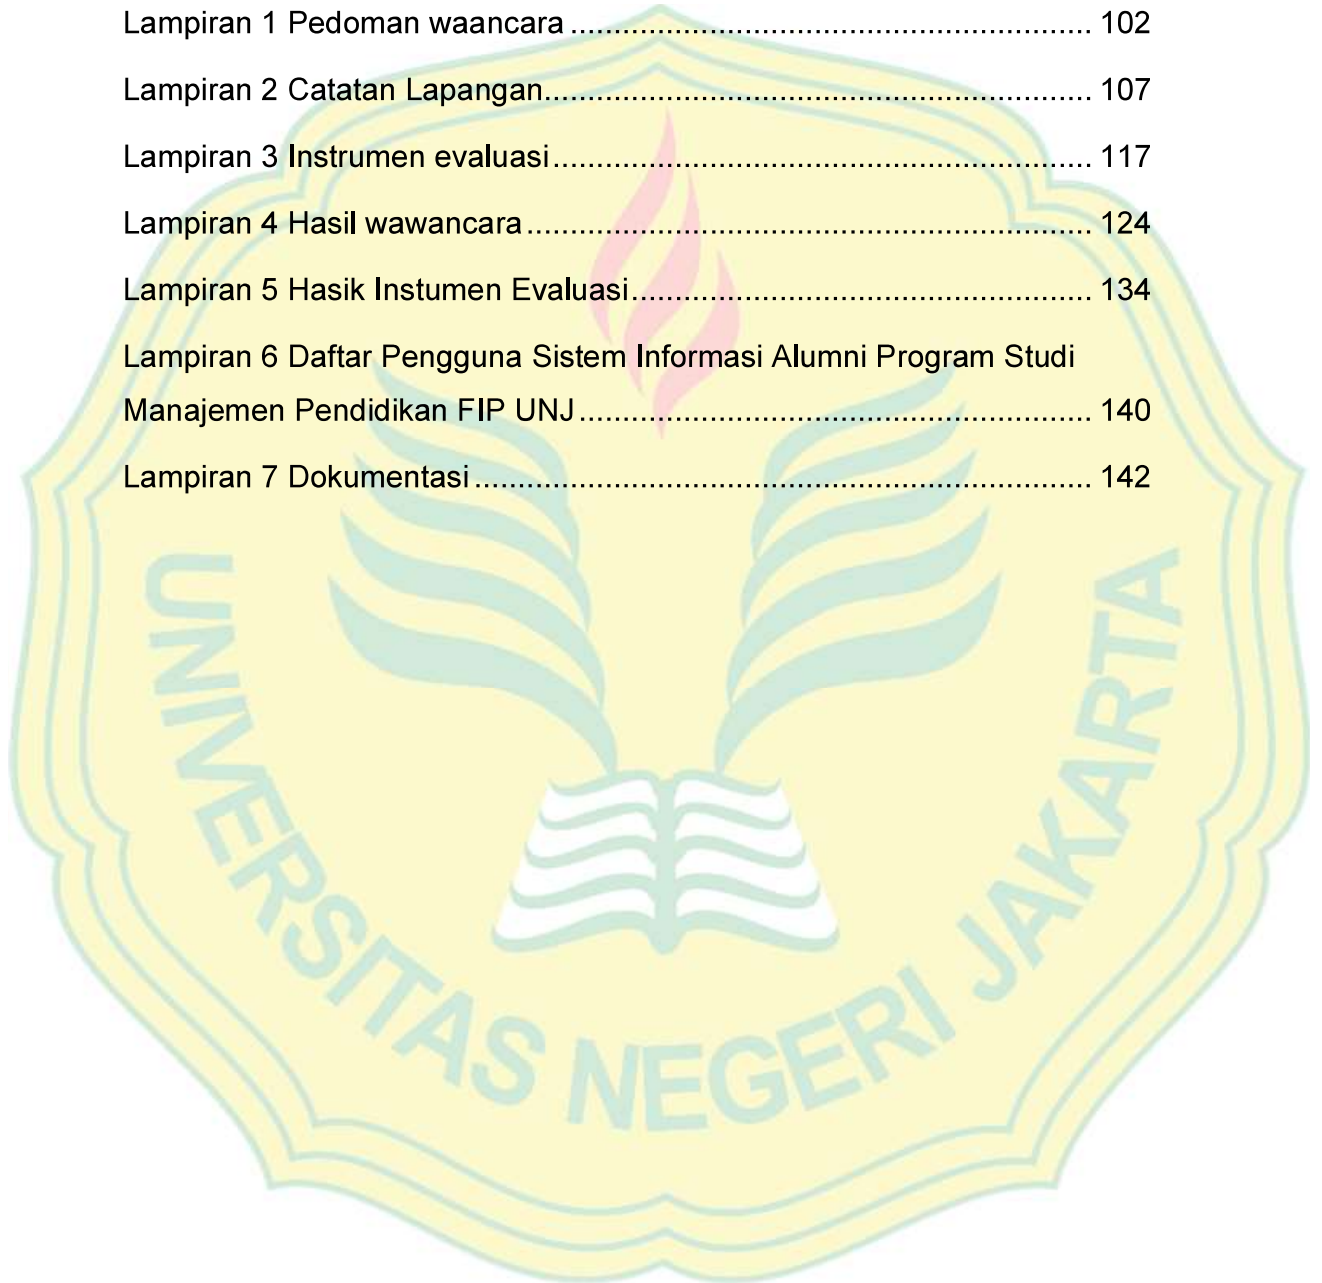 Lampiran 1 Pedoman waancara ............................................................ 102
Lampiran 2 Catatan Lapangan............................................................... 107
Lampiran 3 Instrumen evaluasi.............................................................. 117
Lampiran 4 Hasil wawancara ................................................................. 124
Lampiran 5 Hasik Instumen Evaluasi..................................................... 134
Lampiran 6 Daftar Pengguna Sistem Informasi Alumni Program Studi
Manajemen Pendidikan FIP UNJ ........................................................... 140
Lampiran 7 Dokumentasi ....................................................................... 142
UNIVERSITAS NEGERI JAKARTA